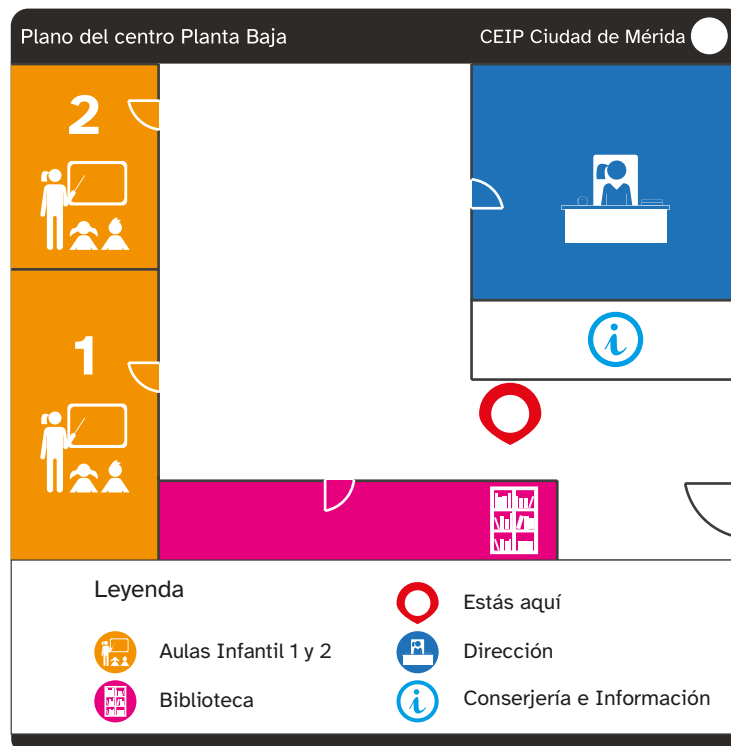 Plano del centro Planta Baja
CEIP Ciudad de Mérida
2
1
i
Leyenda
Estás aquí
Aulas Infantil 1 y 2
Dirección
Biblioteca
i
Conserjería e Información